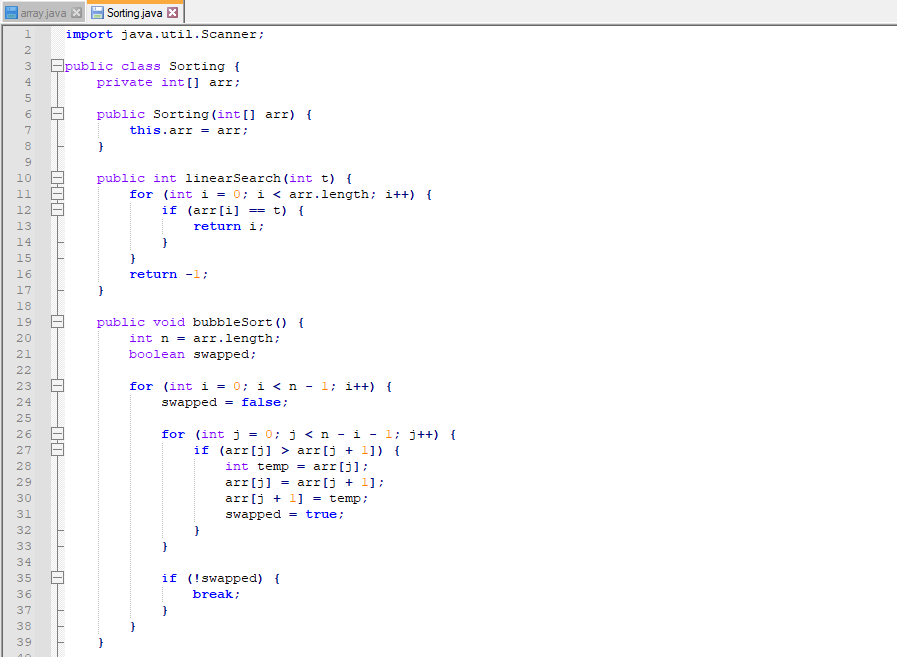 array.java Sorting.java
1 import java.util.Scanner;
2
3 public class Sorting {
4     private int[] arr;
5
6     public Sorting(int[] arr) {
7         this.arr = arr;
8     }
9
10     public int linearSearch(int t) {
11         for (int i = 0; i < arr.length; i++) {
12             if (arr[i] == t) {
13                 return i;
14             }
15         }
16         return -1;
17     }
18
19     public void bubbleSort() {
20         int n = arr.length;
21         boolean swapped;
22
23         for (int i = 0; i < n - 1; i++) {
24             swapped = false;
25
26             for (int j = 0; j < n - i - 1; j++) {
27                 if (arr[j] > arr[j + 1]) {
28                     int temp = arr[j];
29                     arr[j] = arr[j + 1];
30                     arr[j + 1] = temp;
31                     swapped = true;
32                 }
33             }
34
35             if (!swapped) {
36                 break;
37             }
38         }
39     }